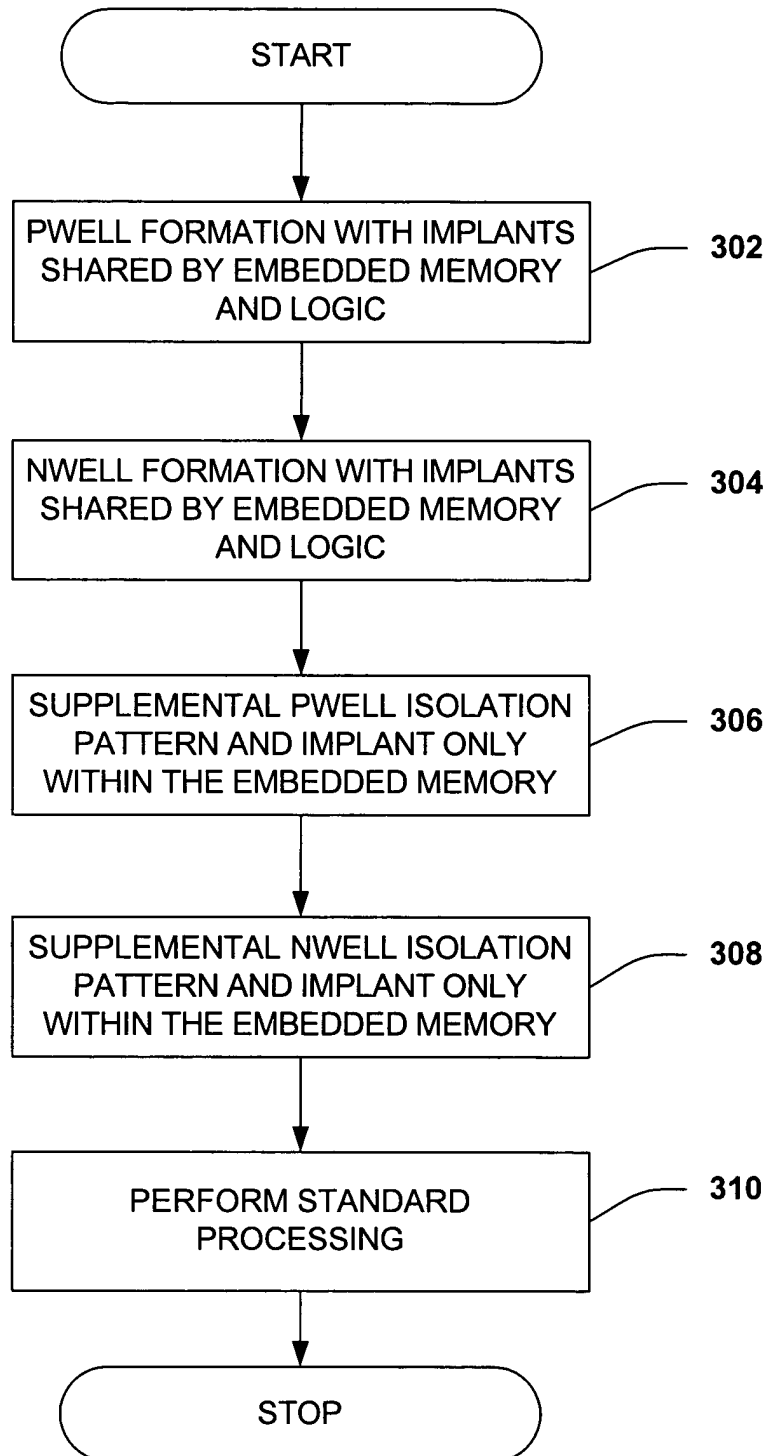 START
PWELL FORMATION WITH IMPLANTS
SHARED BY EMBEDDED MEMORY
AND LOGIC
302
NWELL FORMATION WITH IMPLANTS
SHARED BY EMBEDDED MEMORY
AND LOGIC
304
SUPPLEMENTAL PWELL ISOLATION
PATTERN AND IMPLANT ONLY
WITHIN THE EMBEDDED MEMORY
306
SUPPLEMENTAL NWELL ISOLATION
PATTERN AND IMPLANT ONLY
WITHIN THE EMBEDDED MEMORY
308
PERFORM STANDARD
PROCESSING
310
STOP